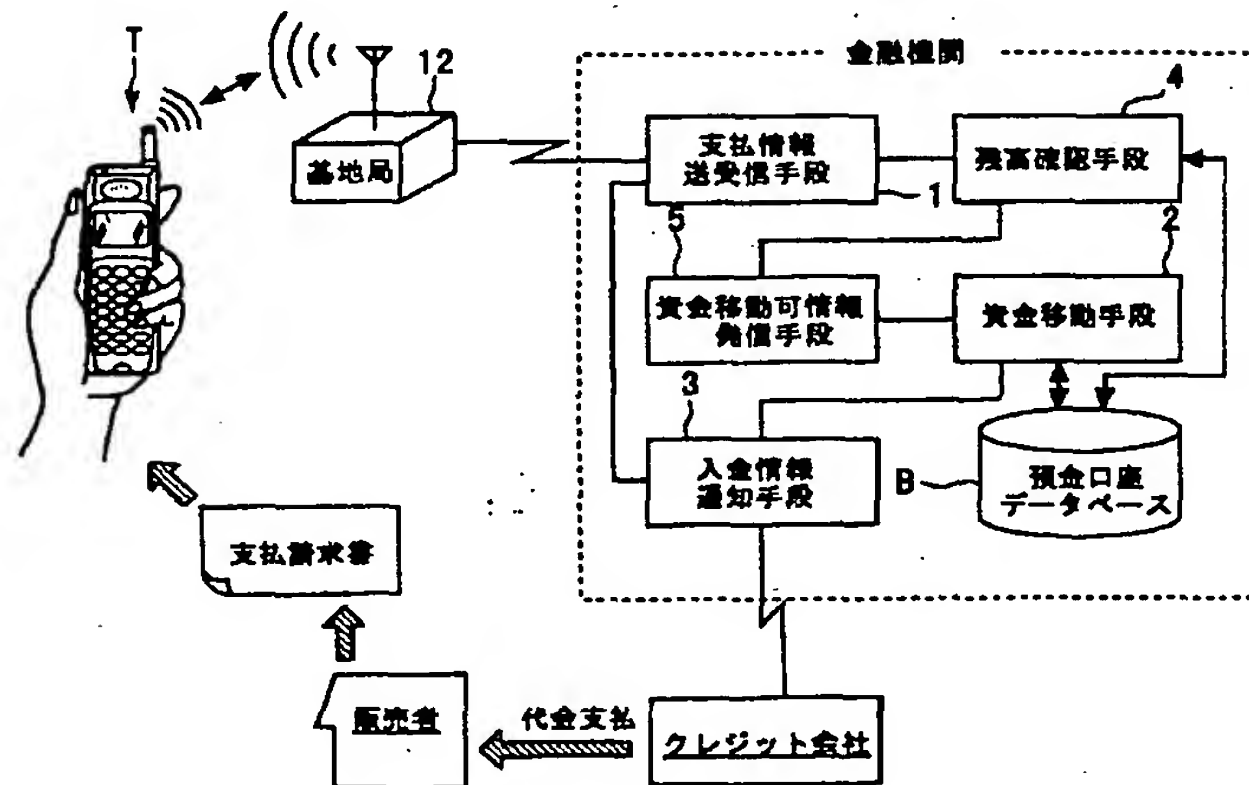 T
12
基地局
金融機関
支払情報
送受信手段
1
4
残高確認手段
5
資金移動可情報
発信手段
2
資金移動手段
3
入金情報
通知手段
B
預金口座
データベース
支払請求書
販売者
代金支払
クレジット会社